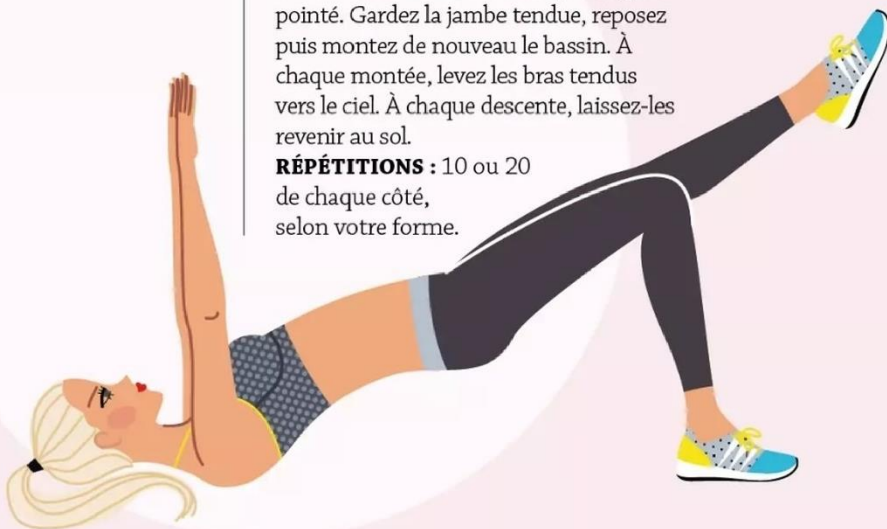 pointé. Gardez la jambe tendue, reposez
puis montez de nouveau le bassin. À
chaque montée, levez les bras tendus
vers le ciel. À chaque descente, laissez-les
revenir au sol.
RÉPÉTITIONS : 10 ou 20
de chaque côté,
selon votre forme.